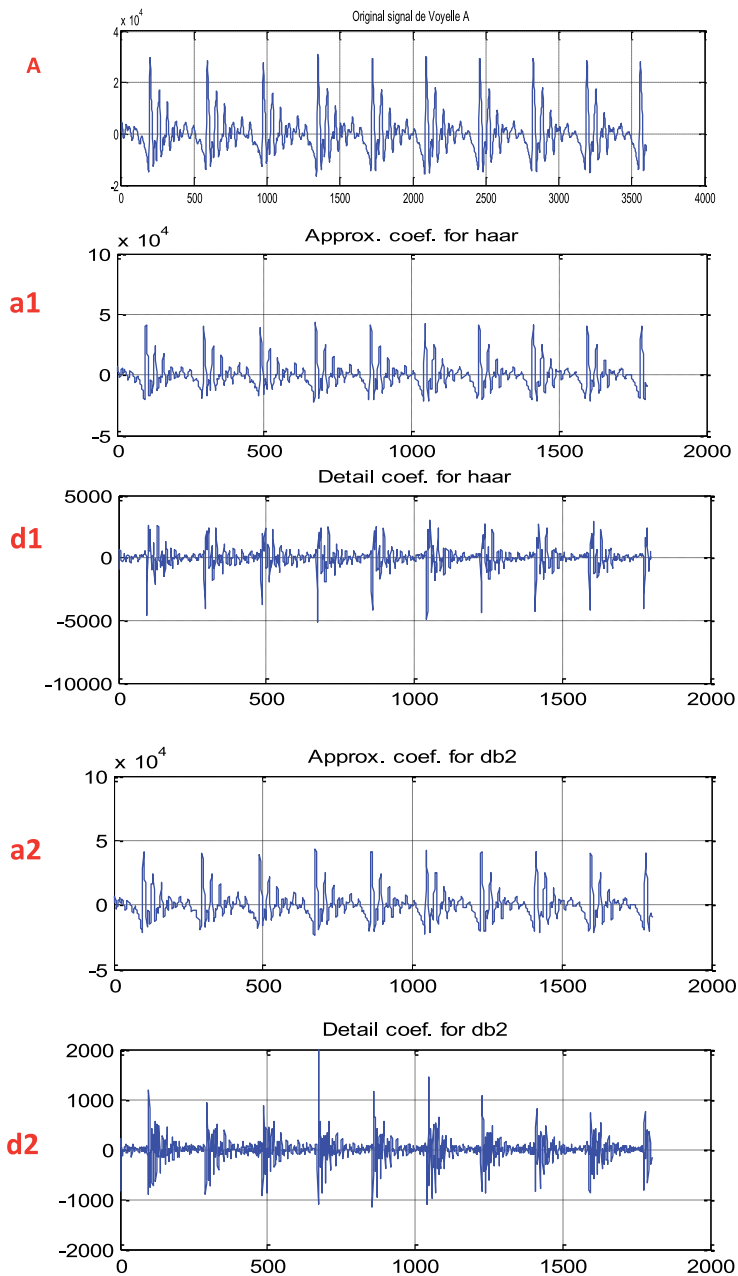 Original signal de Voyelle A
x 10^4
A
4
2
0
-2
0 500 1000 1500 2000 2500 3000 3500 4000
Approx. coef. for haar
x 10^4
a1
10
5
0
-5
0 500 1000 1500 2000
Detail coef. for haar
d1
5000
0
-5000
-10000
0 500 1000 1500 2000
Approx. coef. for db2
x 10^4
a2
10
5
0
-5
0 500 1000 1500 2000
Detail coef. for db2
d2
2000
1000
0
-1000
-2000
0 500 1000 1500 2000